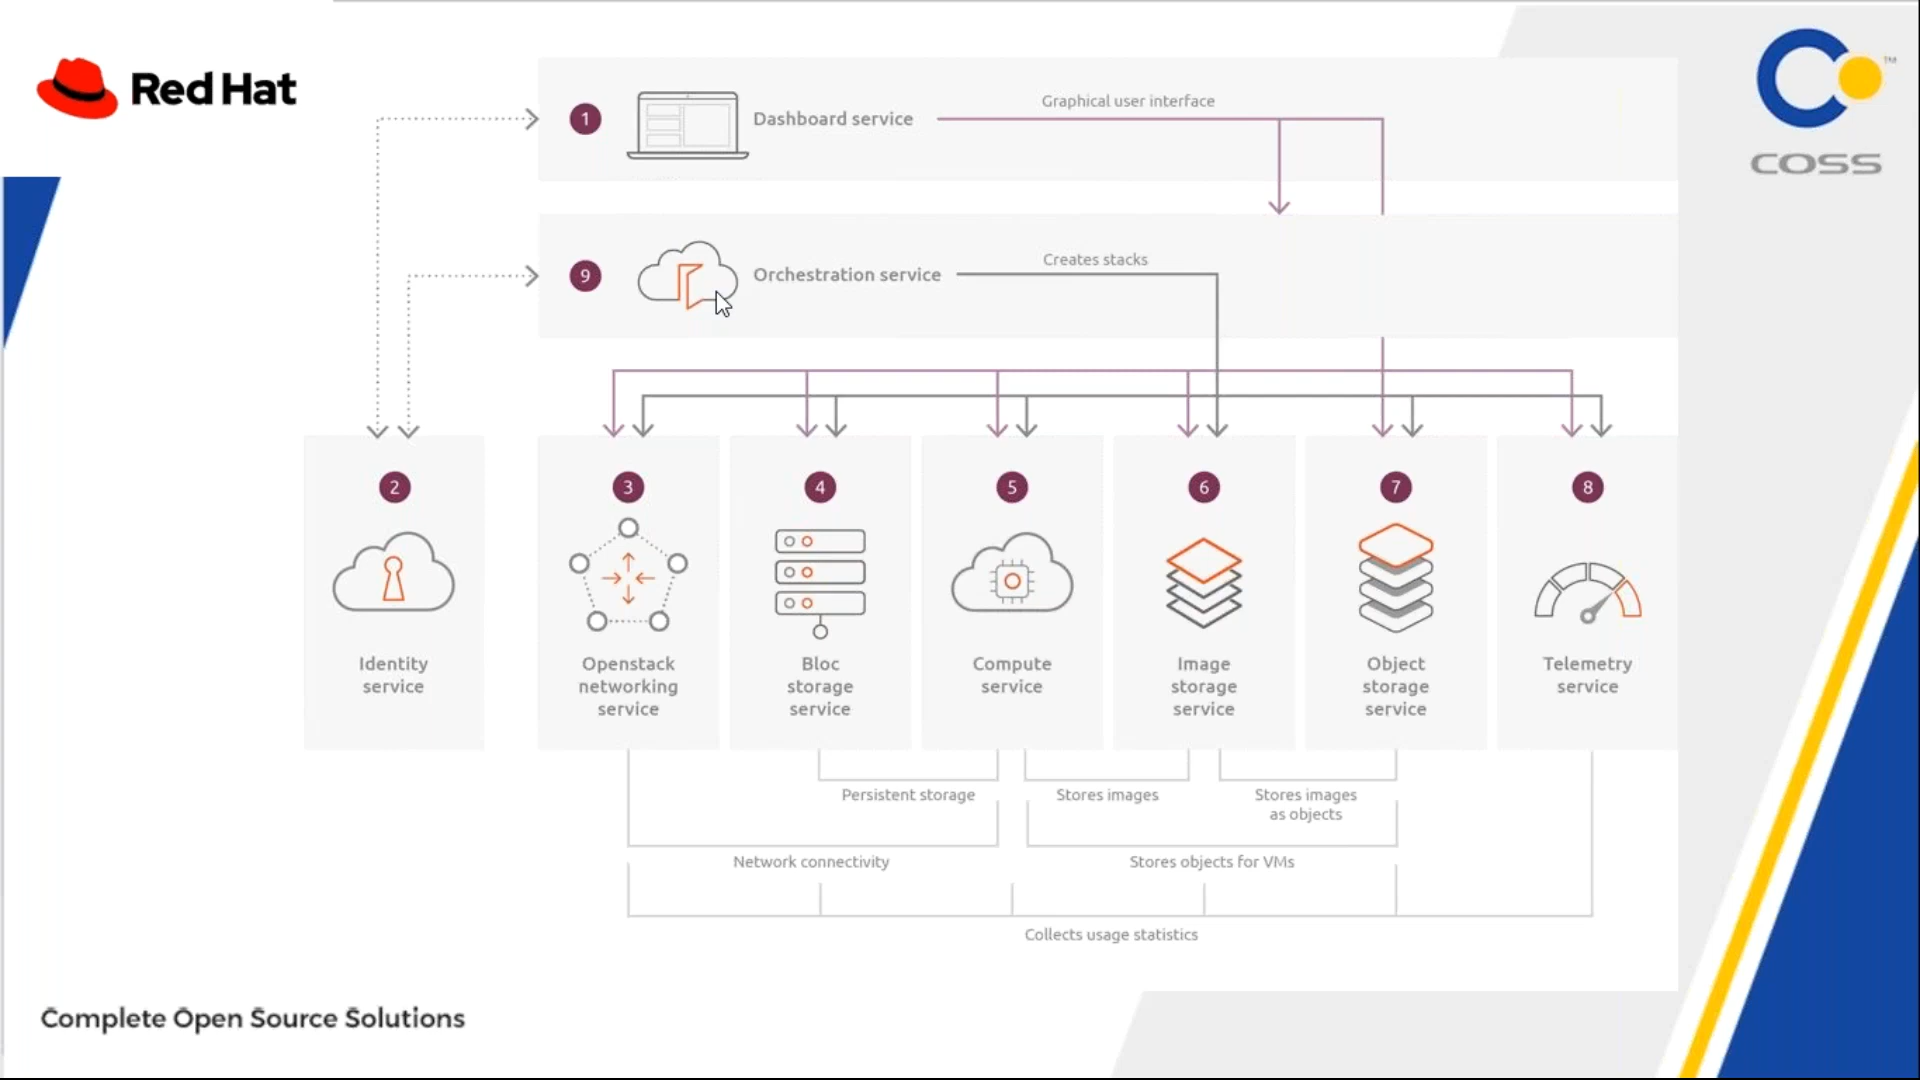 Red Hat
TM
COSS
1
Dashboard service
Graphical user interface
9
Orchestration service
Creates stacks
2
Identity
service
3
Openstack
networking
service
4
Bloc
storage
service
5
Compute
service
6
Image
storage
service
7
Object
storage
service
8
Telemetry
service
Persistent storage
Stores images
Stores images
as objects
Network connectivity
Stores objects for VMs
Collects usage statistics
Complete Open Source Solutions